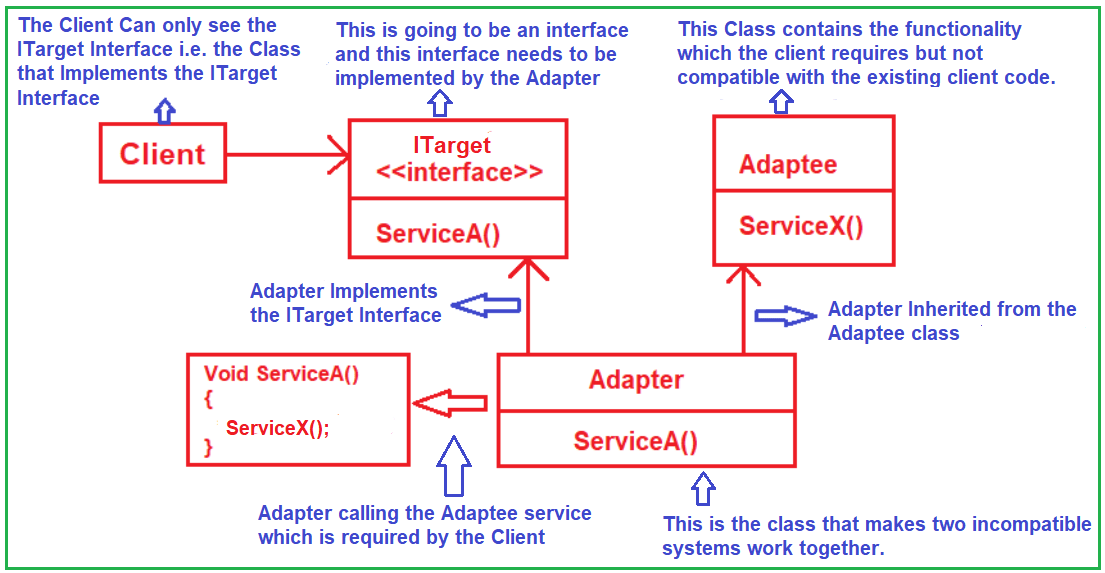 The Client Can only see the
ITarget Interface i.e. the Class
that Implements the ITarget
Interface
This is going to be an interface
and this interface needs to be
implemented by the Adapter
This Class contains the functionality
which the client requires but not
compatible with the existing client code.
Client
ITarget
<<interface>>
ServiceA()
Adaptee
ServiceX()
Adapter Implements
the ITarget Interface
Adapter Inherited from the
Adaptee class
Void ServiceA()
{
ServiceX();
}
Adapter
ServiceA()
Adapter calling the Adaptee service
which is required by the Client
This is the class that makes two incompatible
systems work together.